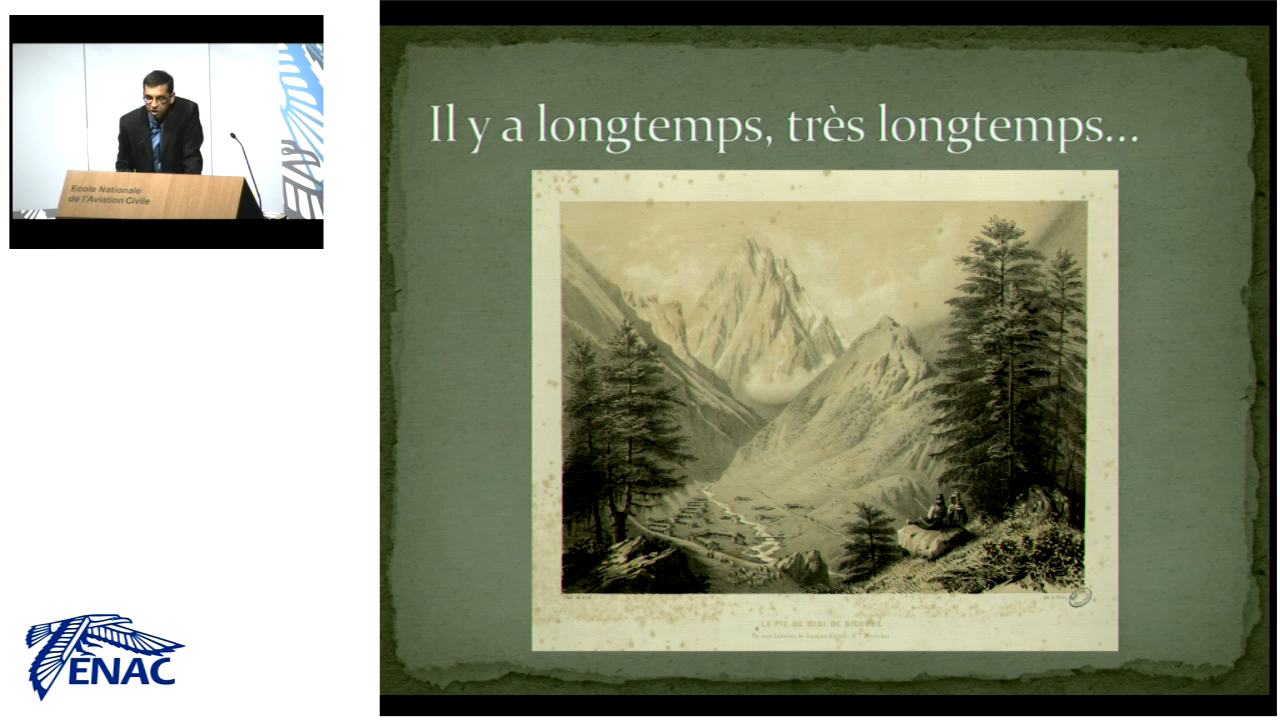 Il y a longtemps, très longtemps...
Ecole Nationale
de l'Aviation Civile
LE PIC DU MIDI DE BIGORRE
ENAC